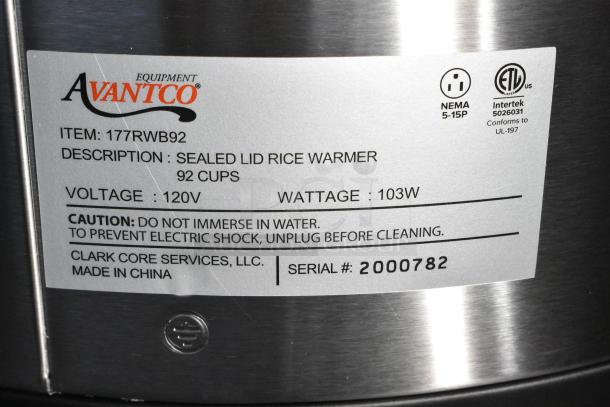 EQUIPMENT
AVANTCO®
ITEM: 177RWB92
DESCRIPTION : SEALED LID RICE WARMER
92 CUPS
VOLTAGE : 120V WATTAGE : 103W
CAUTION: DO NOT IMMERSE IN WATER.
TO PREVENT ELECTRIC SHOCK, UNPLUG BEFORE CLEANING.
CLARK CORE SERVICES, LLC.
MADE IN CHINA
SERIAL #: 2000782
NEMA
5-15P
ETL US
Intertek
5026031
Conforms to
UL-197